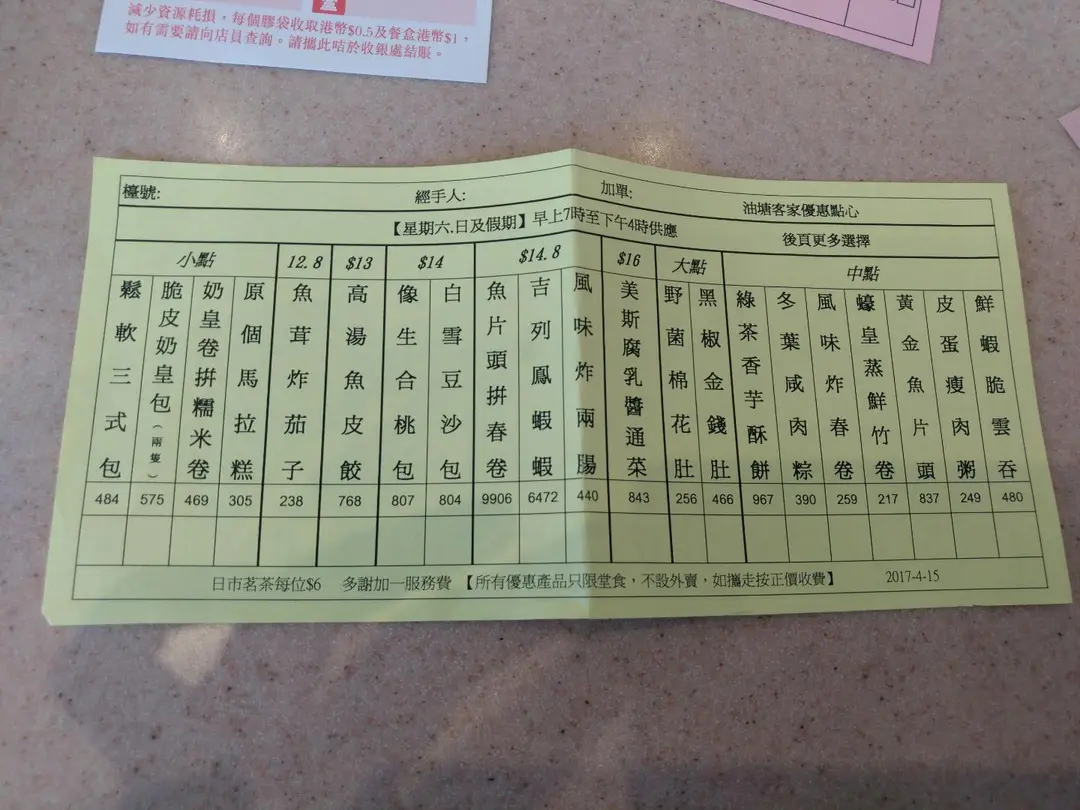 減少資源耗損，每個膠袋收取港幣$0.5及餐盒港幣$1，
如有需要請向店員查詢。請攜此咭於收銀處結賬。
檯號: 經手人: 加單: 油塘客家優惠點心
【星期六.日及假期】早上7時至下午4時供應 後頁更多選擇
小點 12.8 $13 $14 $14.8 $16 大點 中點
鬆軟三式包
脆皮奶皇包（兩隻）
奶皇卷拼糯米卷
原個馬拉糕
魚茸炸茄子
高湯魚皮餃
像生合桃包
白雪豆沙包
魚片頭拼春卷
吉列鳳蝦蝦
風味炸兩腸
美斯腐乳醬通菜
野菌棉花肚
黑椒金錢肚
綠茶香芋酥餅
冬葉咸肉粽
風味炸春卷
蠔皇蒸鮮竹卷
黃金魚片頭
皮蛋瘦肉粥
鮮蝦脆雲吞
484 575 469 305 238 768 807 804 9906 6472 440 843 256 466 967 390 259 217 837 249 480
日市茗茶每位$6 多謝加一服務費 【所有優惠產品只限堂食，不設外賣，如攜走按正價收費】 2017-4-15